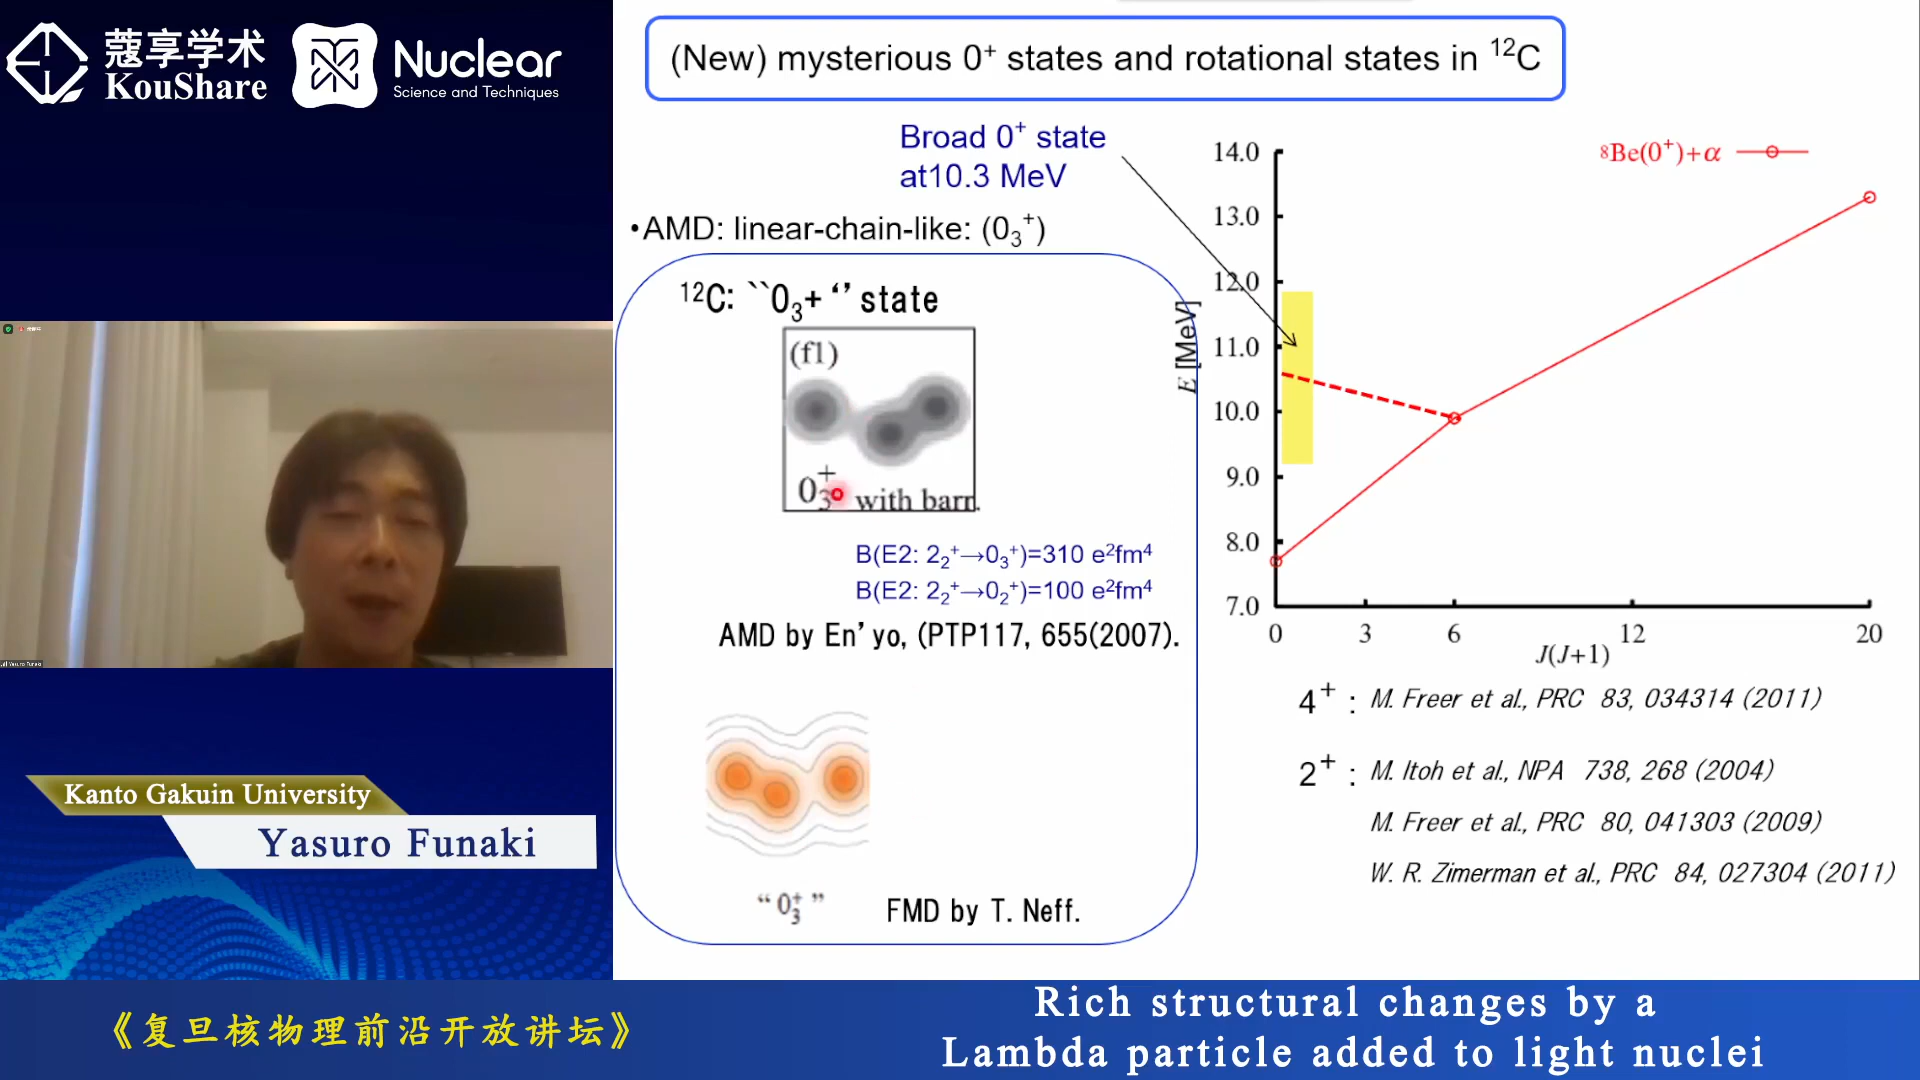 蔻享学术
KouShare
Nuclear
Science and Techniques
(New) mysterious 0⁺ states and rotational states in ¹²C
Broad 0⁺ state
at10.3 MeV
•AMD: linear-chain-like: (0₃⁺)
¹²C: ``0₃+ ‘’ state
(f1)
0₃⁺ with barr.
B(E2: 2₂⁺→0₃⁺)=310 e²fm⁴
B(E2: 2₂⁺→0₂⁺)=100 e²fm⁴
AMD by En’yo, (PTP117, 655(2007).
“ 0₃⁺ ”
FMD by T. Neff.
8Be(0⁺)+α
14.0
13.0
12.0
11.0
10.0
9.0
8.0
7.0
E [MeV]
0 3 6 12 20
J(J+1)
4⁺ : M. Freer et al., PRC 83, 034314 (2011)
2⁺ : M. Itoh et al., NPA 738, 268 (2004)
M. Freer et al., PRC 80, 041303 (2009)
W. R. Zimerman et al., PRC 84, 027304 (2011)
Yasuro Funaki
Kanto Gakuin University
Yasuro Funaki
《复旦核物理前沿开放讲坛》
Rich structural changes by a
Lambda particle added to light nuclei